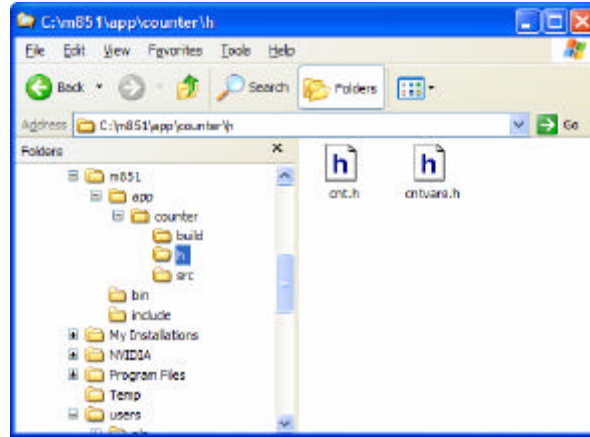 C:\m851\app\counter\h
File Edit View Favorites Tools Help
Back Search Folders
Address C:\m851\app\counter\h Go
Folders
m851
app
counter
build
h
src
bin
include
My Installations
NVIDIA
Program Files
Temp
users
h cnt.h
h cntvars.h